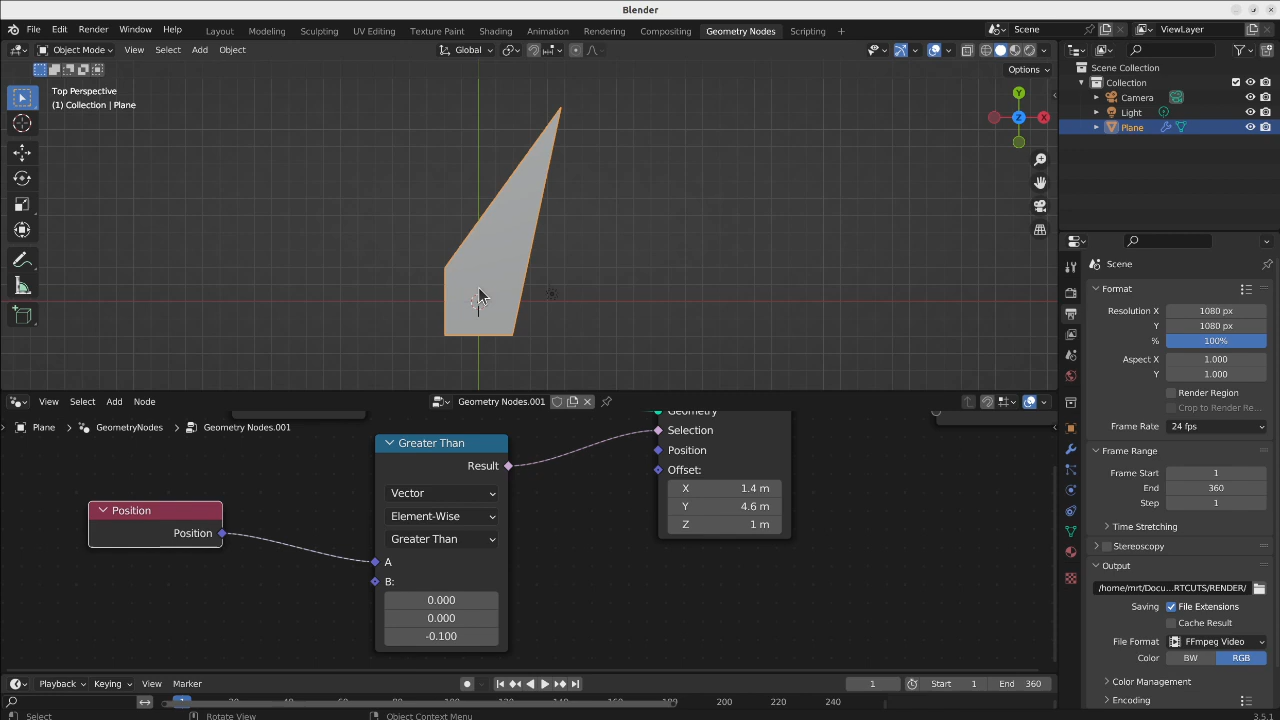 Blender
File Edit Render Window Help Layout Modeling Sculpting UV Editing Texture Paint Shading Animation Rendering Compositing Geometry Nodes Scripting + Scene ViewLayer
Object Mode View Select Add Object Global
Options
Top Perspective
(1) Collection | Plane
Y
Z
X
Scene Collection
Collection
Camera
Light
Plane
Scene
Format
Resolution X 1080 px
Y 1080 px
% 100%
Aspect X 1.000
Y 1.000
Render Region
Crop to Render Re...
Frame Rate 24 fps
Frame Range
Frame Start 1
End 360
Step 1
Time Stretching
Stereoscopy
Output
/home/mrt/Docu...RTCUTS/RENDER/
Saving File Extensions
Cache Result
File Format FFmpeg Video
Color BW RGB
Color Management
Encoding
View Select Add Node Geometry Nodes.001
Plane > GeometryNodes > Geometry Nodes.001
Position
Position
Greater Than
Result
Vector
Element-Wise
Greater Than
A
B:
0.000
0.000
-0.100
Geometry
Selection
Position
Offset:
X 1.4 m
Y 4.6 m
Z 1 m
Playback Keying View Marker 1 Start 1 End 360
1
Select Rotate View Object Context Menu 3.5.1